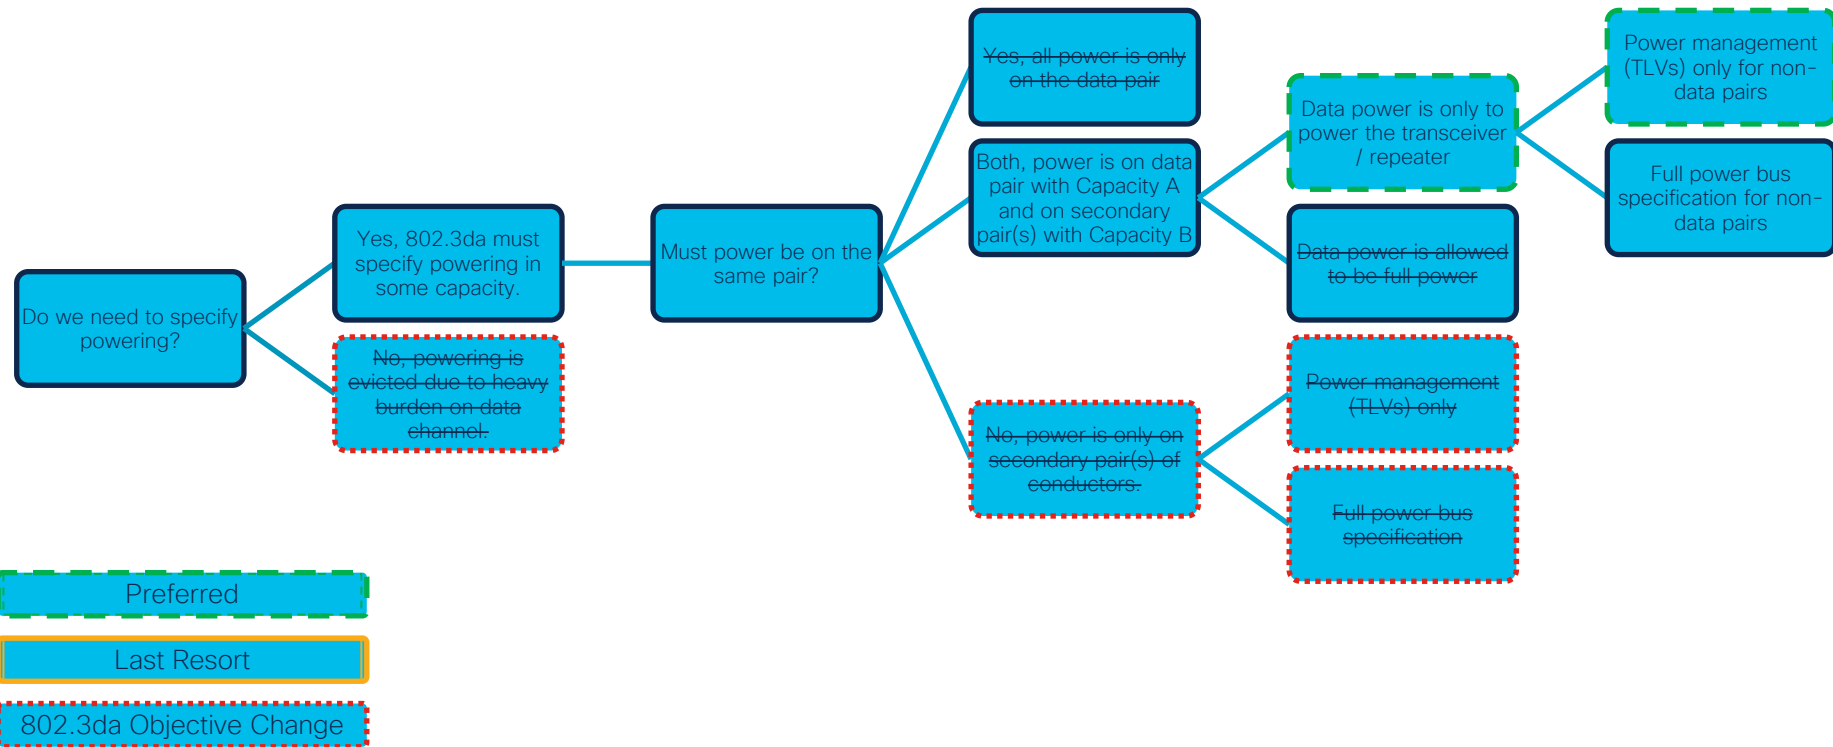 Do we need to specify
powering?
Yes, 802.3da must
specify powering in
some capacity.
No, powering is
evicted due to heavy
burden on data
channel.
Must power be on the
same pair?
Yes, all power is only
on the data pair
Both, power is on data
pair with Capacity A
and on secondary
pair(s) with Capacity B
No, power is only on
secondary pair(s) of
conductors.
Data power is only to
power the transceiver
/ repeater
Data power is allowed
to be full power
Power management
(TLVs) only
Full power bus
specification
Power management
(TLVs) only for non-
data pairs
Full power bus
specification for non-
data pairs
Preferred
Last Resort
802.3da Objective Change